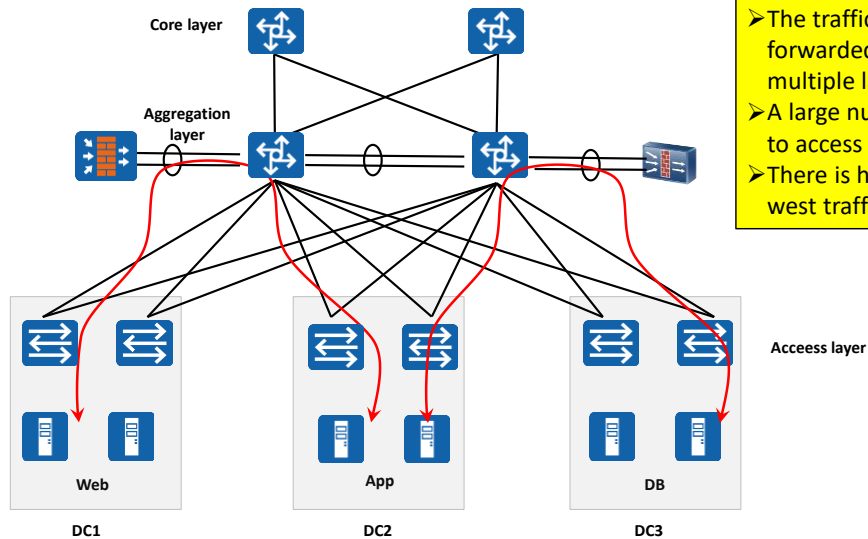 Core layer
➢The traffic
forwarded
multiple l
➢A large nu
to access
➢There is h
west traff
Aggregation
layer
Acceess layer
Web
App
DB
DC1
DC2
DC3